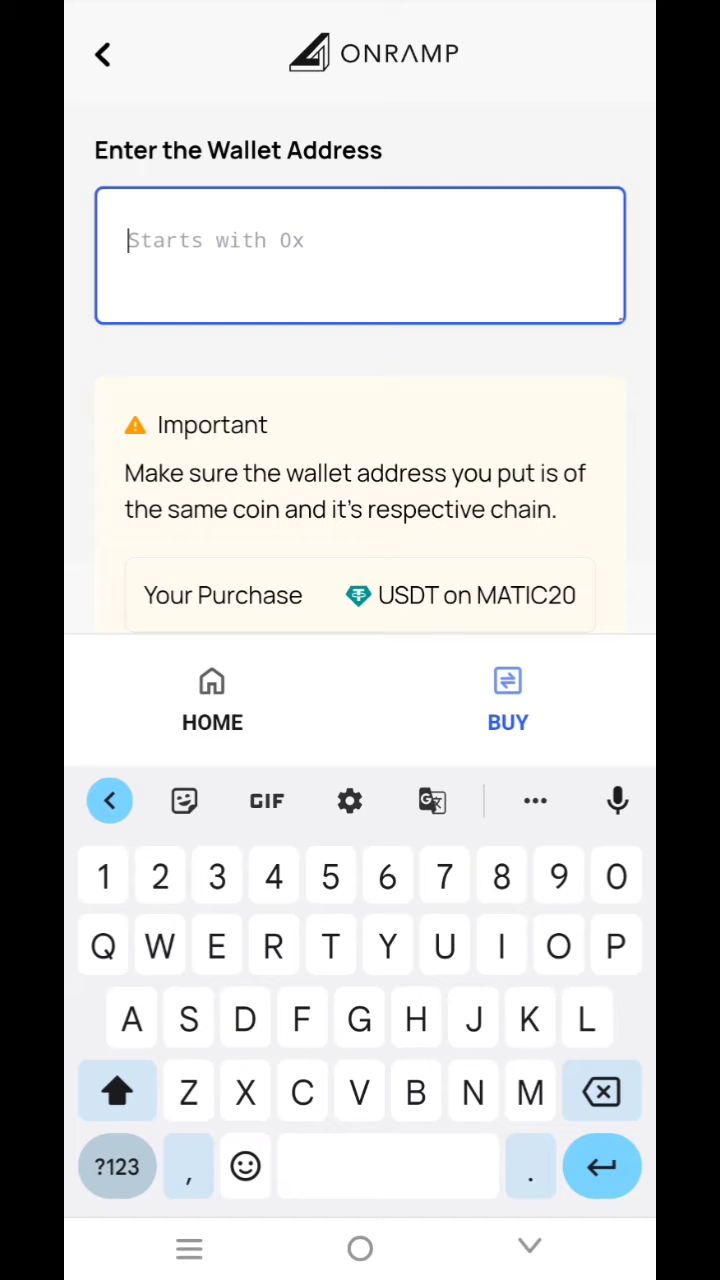 ONRAMP
Enter the Wallet Address
Starts with 0x
Important
Make sure the wallet address you put is of
the same coin and it's respective chain.
Your Purchase USDT on MATIC20
HOME BUY
GIF
1 2 3 4 5 6 7 8 9 0
Q W E R T Y U I O P
A S D F G H J K L
Z X C V B N M
?123 , .